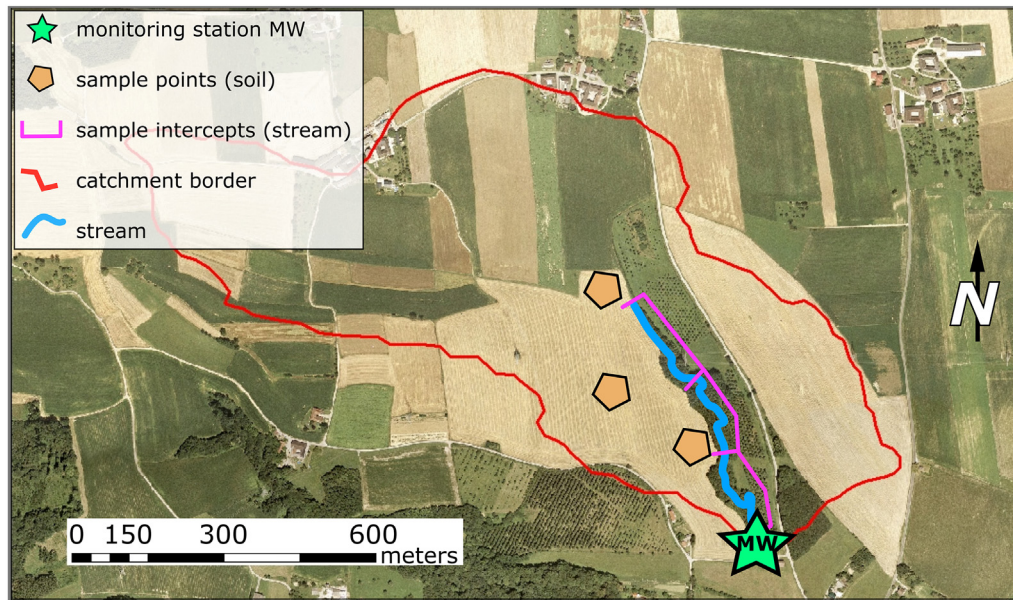 monitoring station MW
sample points (soil)
sample intercepts (stream)
catchment border
stream
N
0 150 300 600
meters
MW